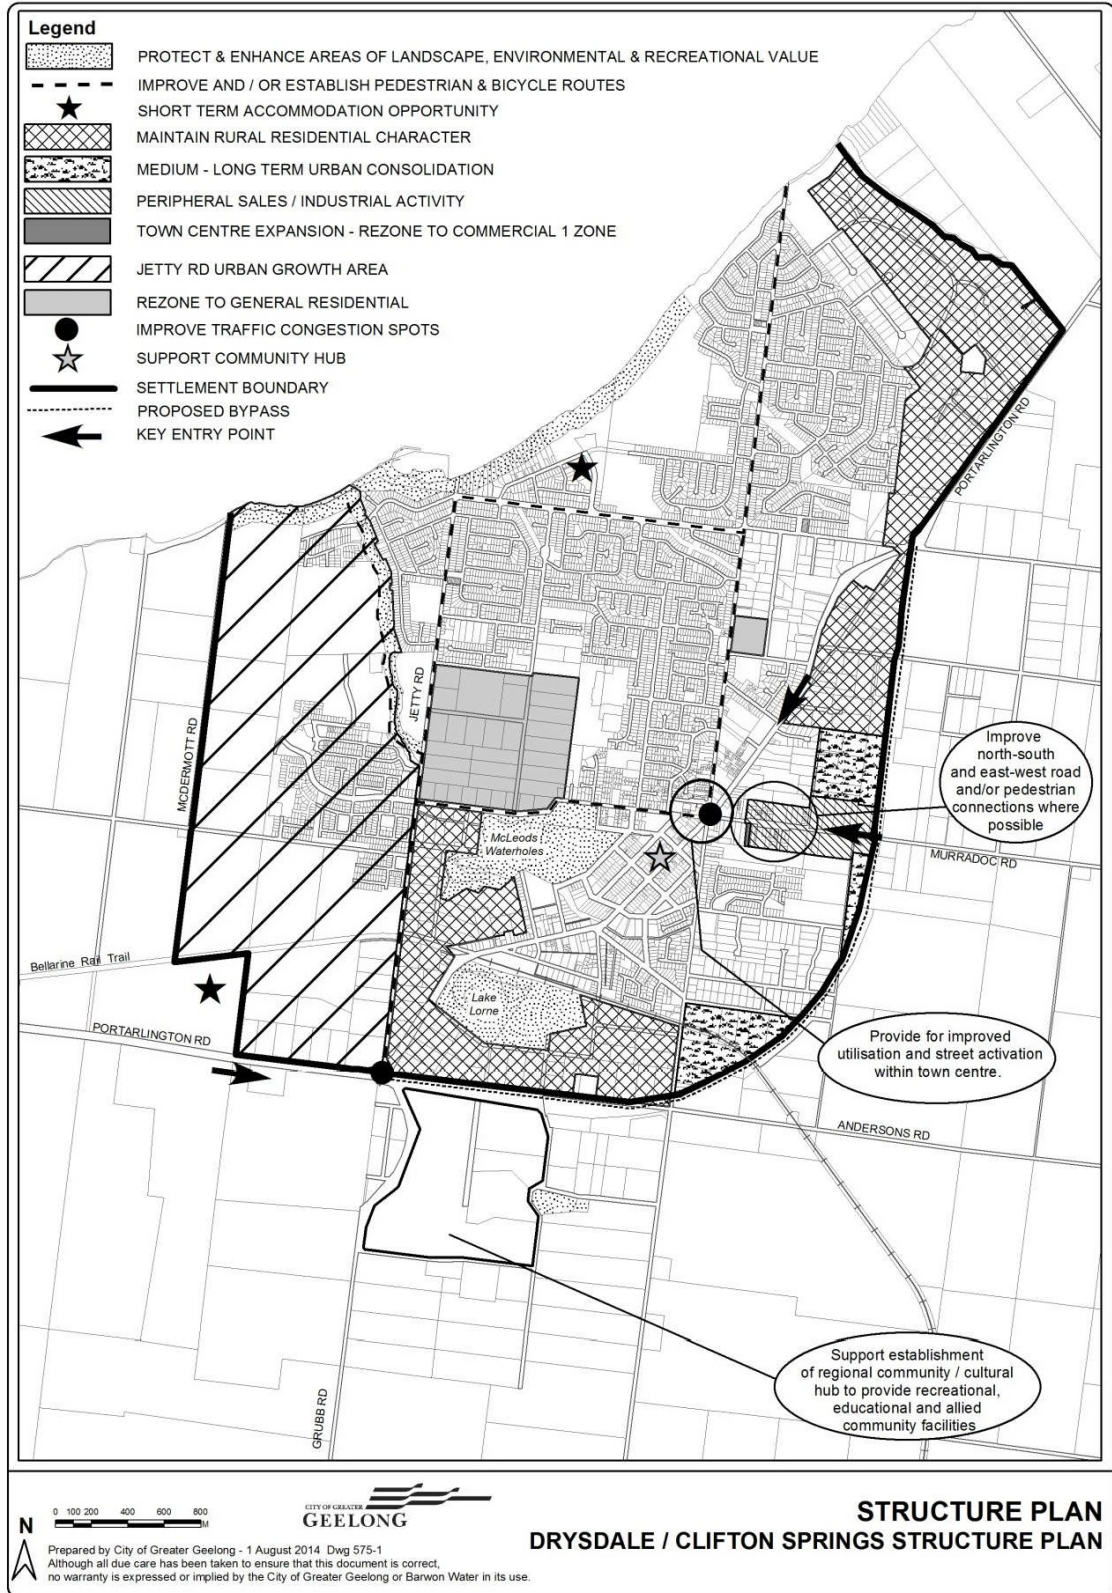 Legend
PROTECT & ENHANCE AREAS OF LANDSCAPE, ENVIRONMENTAL & RECREATIONAL VALUE
IMPROVE AND / OR ESTABLISH PEDESTRIAN & BICYCLE ROUTES
SHORT TERM ACCOMMODATION OPPORTUNITY
MAINTAIN RURAL RESIDENTIAL CHARACTER
MEDIUM - LONG TERM URBAN CONSOLIDATION
PERIPHERAL SALES / INDUSTRIAL ACTIVITY
TOWN CENTRE EXPANSION - REZONE TO COMMERCIAL 1 ZONE
JETTY RD URBAN GROWTH AREA
REZONE TO GENERAL RESIDENTIAL
IMPROVE TRAFFIC CONGESTION SPOTS
SUPPORT COMMUNITY HUB
SETTLEMENT BOUNDARY
PROPOSED BYPASS
KEY ENTRY POINT
PORTARLINGTON RD
JETTY RD
MCDERMOTT RD
Improve
north-south
and east-west road
and/or pedestrian
connections where
possible
McLeods
Waterholes
MURRADOC RD
Bellarine Rail Trail
Lake
Lorne
PORTARLINGTON RD
Provide for improved
utilisation and street activation
within town centre.
ANDERSONS RD
Support establishment
of regional community / cultural
hub to provide recreational,
educational and allied
community facilities
GRUBB RD
0 100 200 400 600 800
M
N
CITY OF GREATER
GEELONG
Prepared by City of Greater Geelong - 1 August 2014 Dwg 575-1
Although all due care has been taken to ensure that this document is correct,
no warranty is expressed or implied by the City of Greater Geelong or Barwon Water in its use.
STRUCTURE PLAN
DRYSDALE / CLIFTON SPRINGS STRUCTURE PLAN